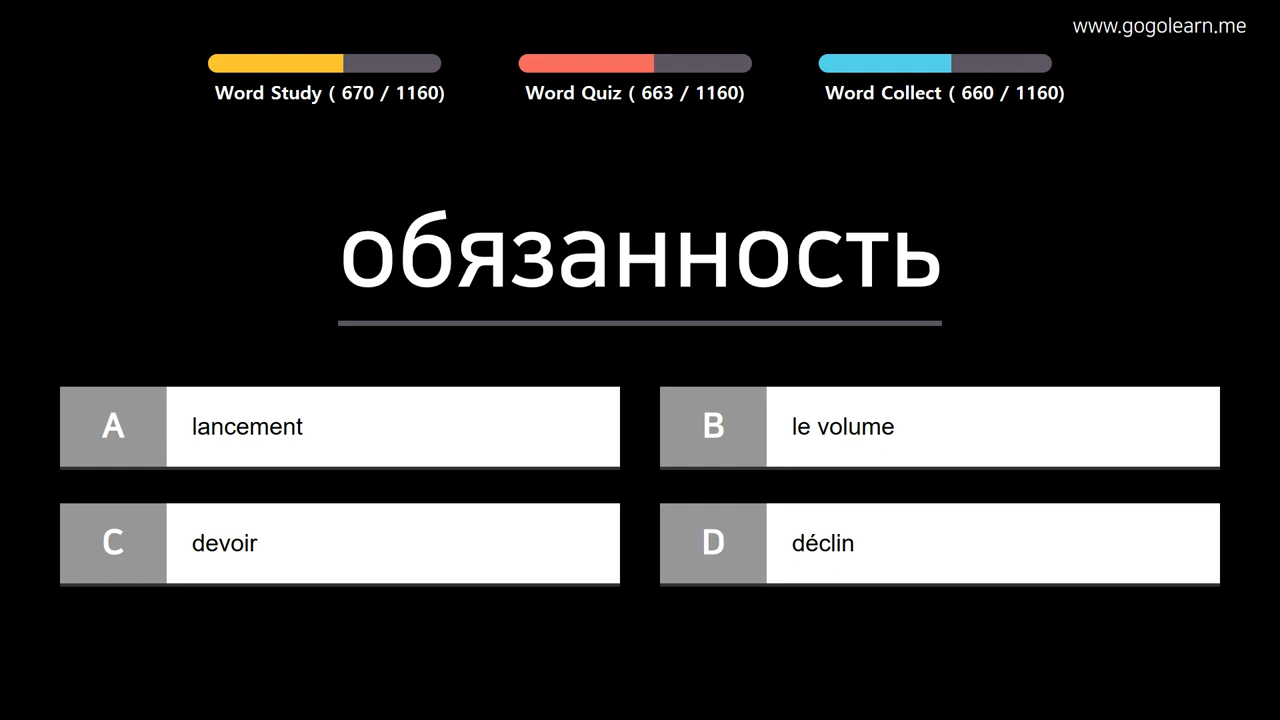 www.gogolearn.me
Word Study ( 670 / 1160)
Word Quiz ( 663 / 1160)
Word Collect ( 660 / 1160)
обязанность
A lancement
B le volume
C devoir
D déclin